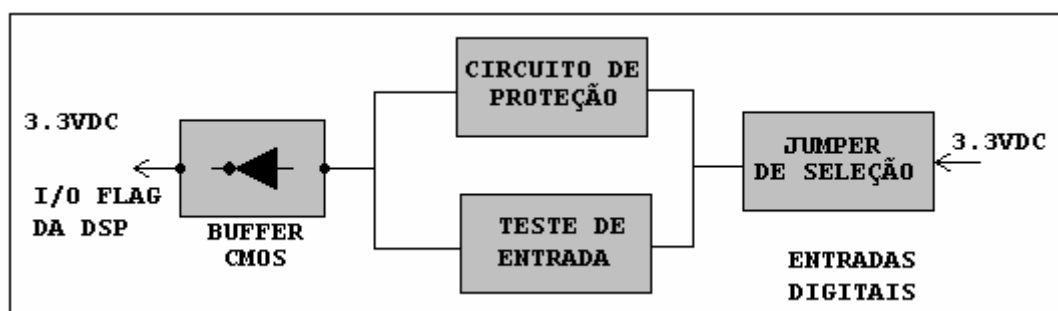 3.3VDC
I/O FLAG
DA DSP
BUFFER
CMOS
CIRCUITO DE
PROTEÇÃO
TESTE DE
ENTRADA
JUMPER
DE SELEÇÃO
3.3VDC
ENTRADAS
DIGITAIS